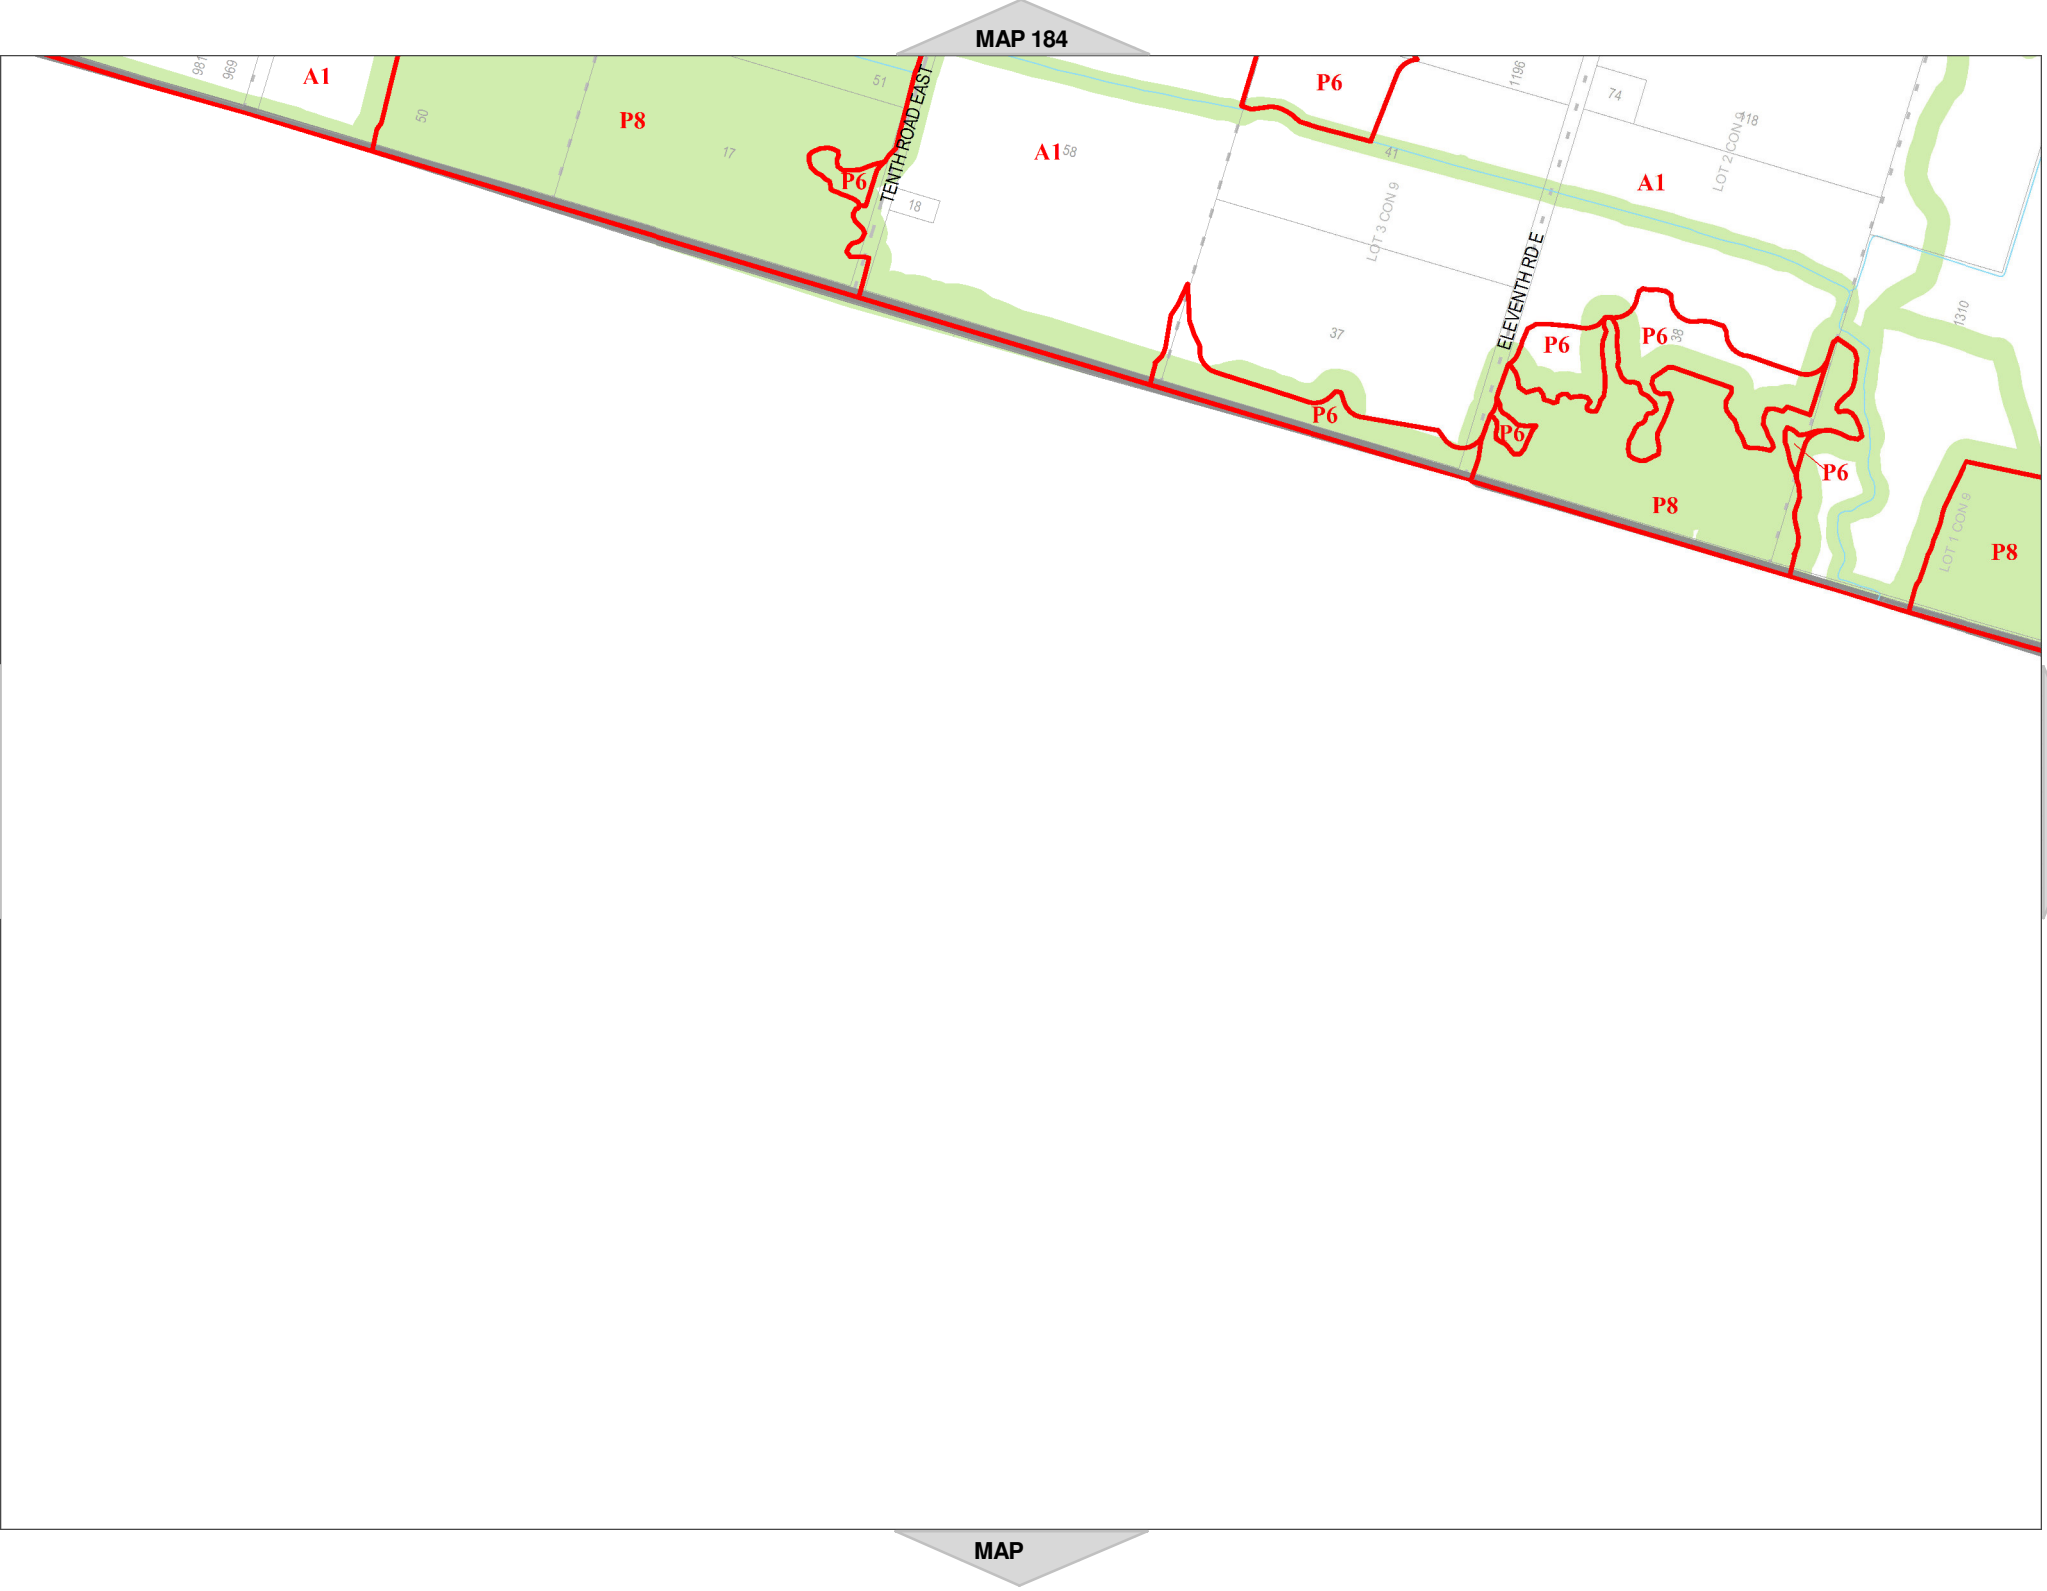 MAP 184
981
969
A1
50
P8
17
51
TENTH ROAD EAST
P6
18
A1
58
P6
41
LOT 3 CON 9
1196
74
118
LOT 2 CON 9
A1
ELEVENTH RD E
37
P6
P6
P6
38
P6
P8
P6
1310
LOT 1 CON 9
P8
MAP